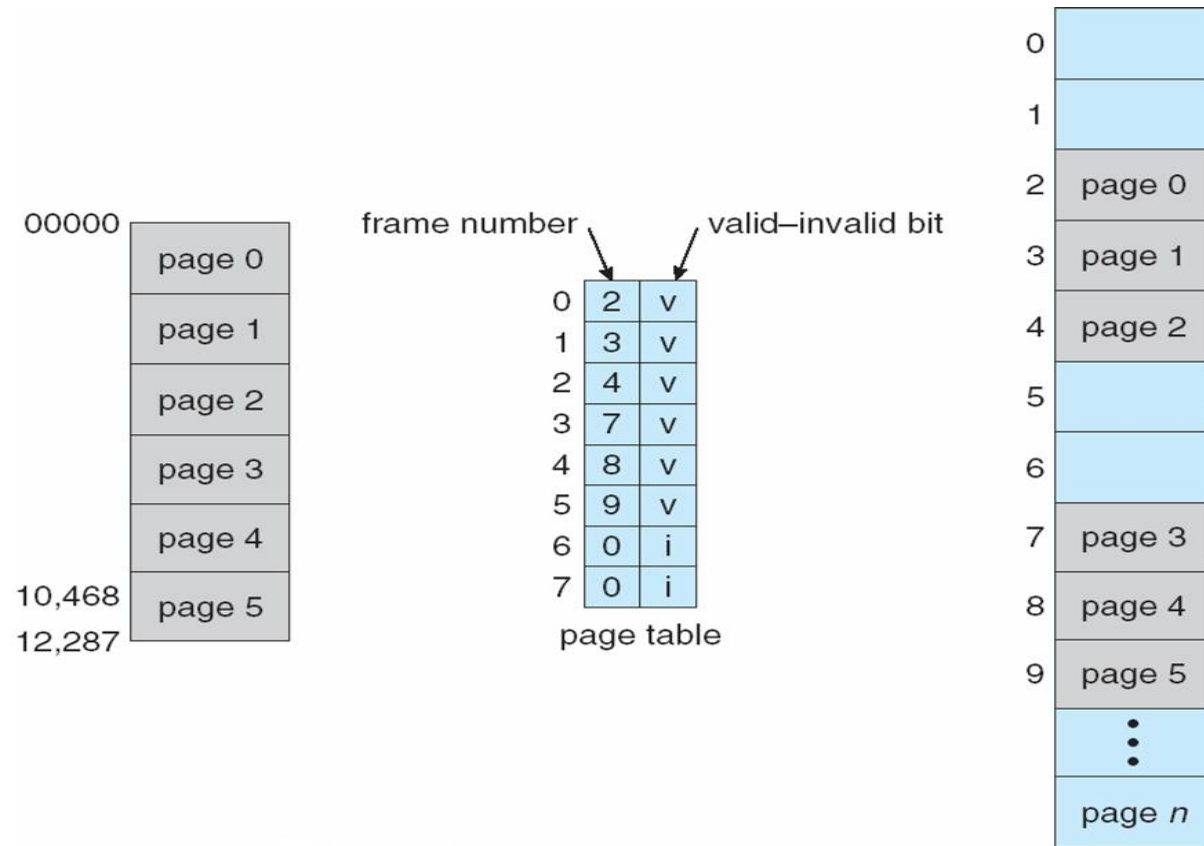 00000
page 0
page 1
page 2
page 3
page 4
10,468
page 5
12,287
frame number
valid–invalid bit
0 2 v
1 3 v
2 4 v
3 7 v
4 8 v
5 9 v
6 0 i
7 0 i
page table
0
1
2 page 0
3 page 1
4 page 2
5
6
7 page 3
8 page 4
9 page 5
page n